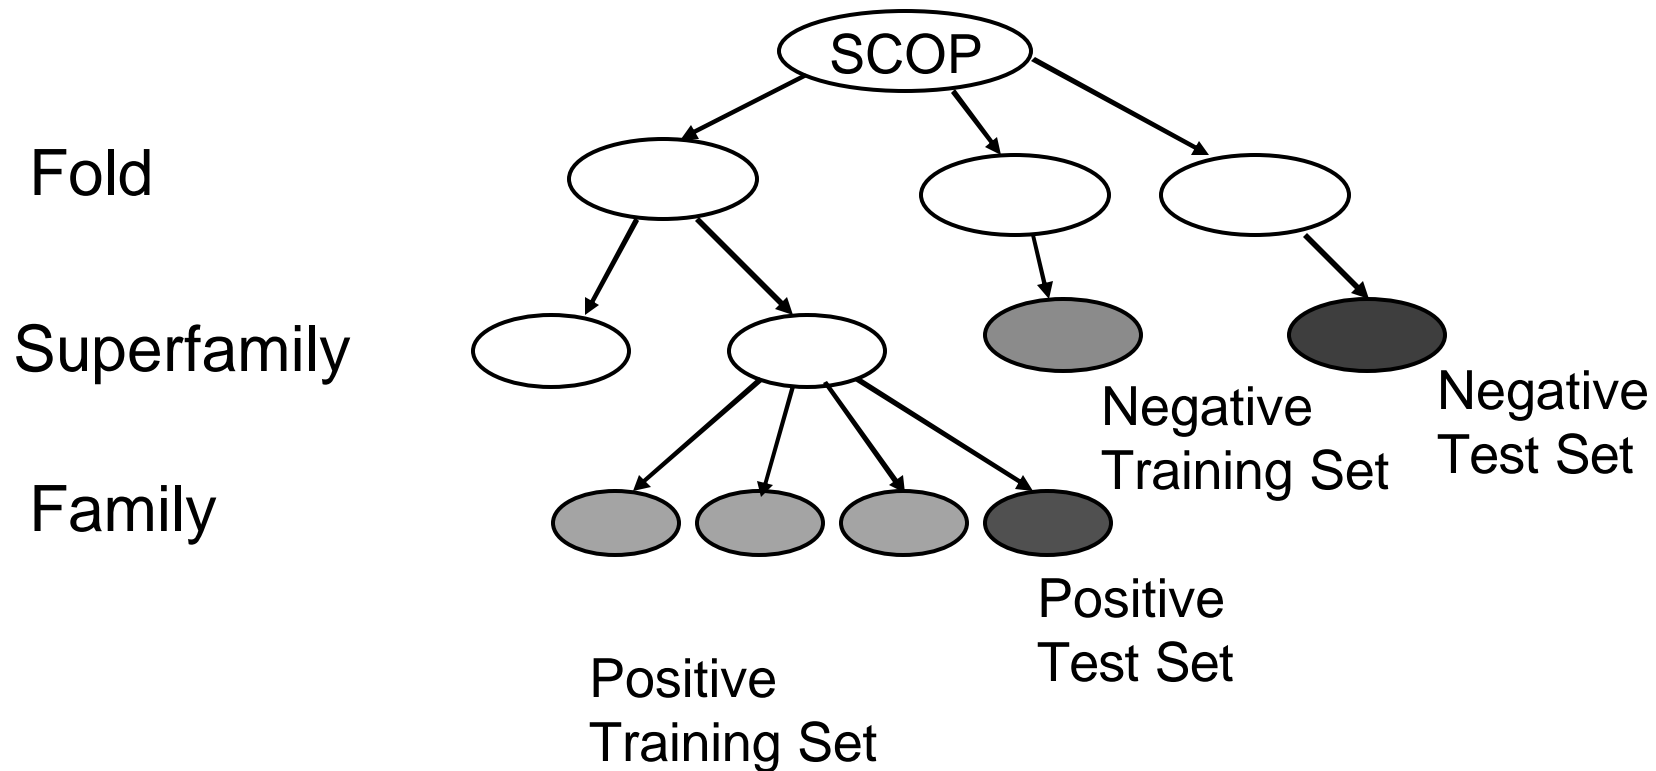 SCOP
Fold
Superfamily
Negative
Training Set
Negative
Test Set
Family
Positive
Test Set
Positive
Training Set